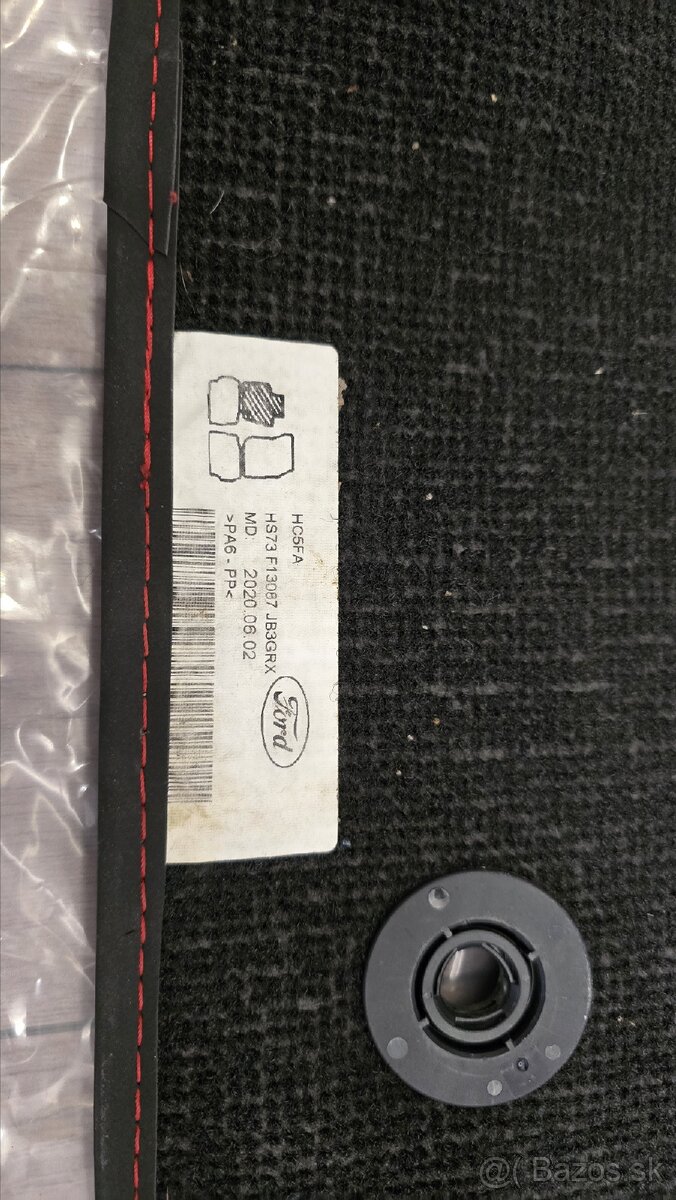 HC5FA
HS73 F13087 JB3GRX
MD: 2020.06.02
>PA6 - PP<
Ford
@( Bazos.sk